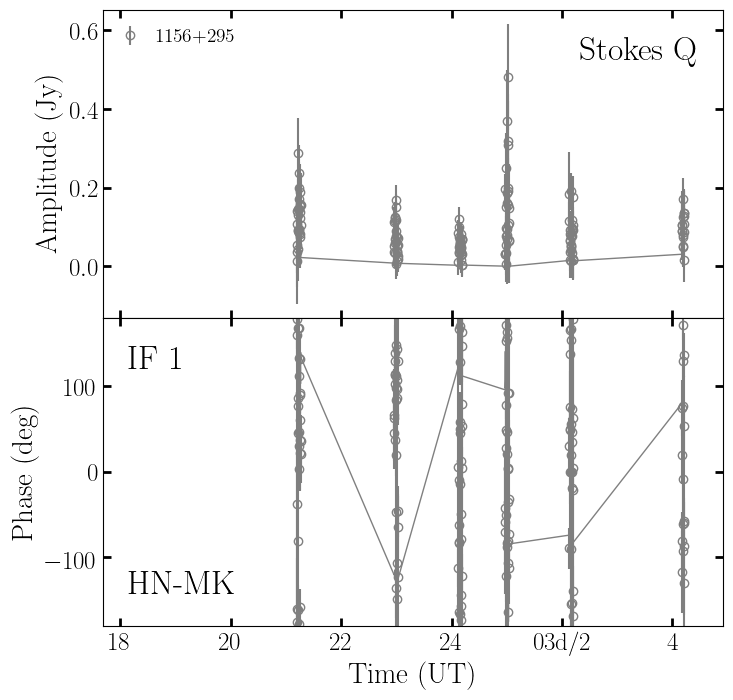 1156+295
Stokes Q
0.6
0.4
0.2
0.0
Amplitude (Jy)
IF 1
100
0
−100
Phase (deg)
HN-MK
18 20 22 24 03d/2 4
Time (UT)